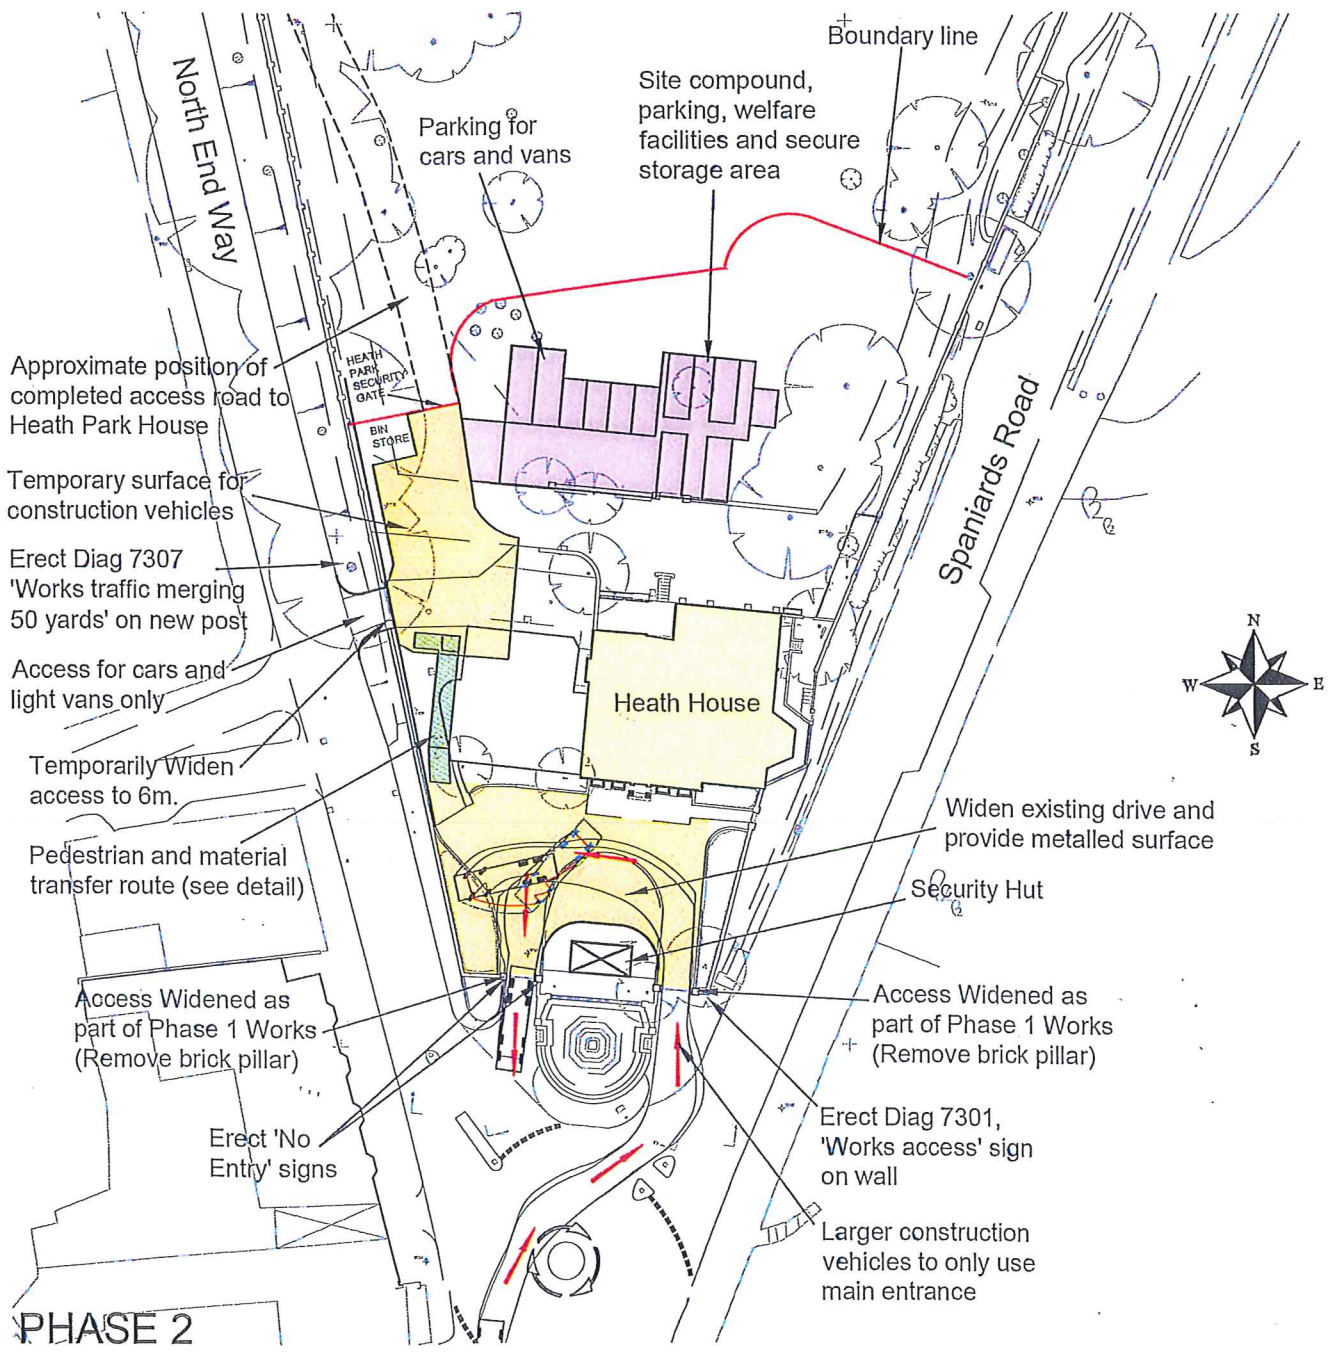 Boundary line
North End Way
Site compound,
parking, welfare
facilities and secure
storage area
Parking for
cars and vans
Approximate position of
completed access road to
Heath Park House
HEATH
PARK
SECURITY
GATE
BIN
STORE
Temporary surface for
construction vehicles
Erect Diag 7307
'Works traffic merging
50 yards' on new post
Access for cars and
light vans only
Temporarily Widen
access to 6m.
Pedestrian and material
transfer route (see detail)
Spaniards Road
Heath House
N
W
E
S
Widen existing drive and
provide metalled surface
Security Hut
Access Widened as
part of Phase 1 Works
(Remove brick pillar)
Access Widened as
part of Phase 1 Works
(Remove brick pillar)
Erect 'No
Entry' signs
Erect Diag 7301,
'Works access' sign
on wall
Larger construction
vehicles to only use
main entrance
PHASE 2